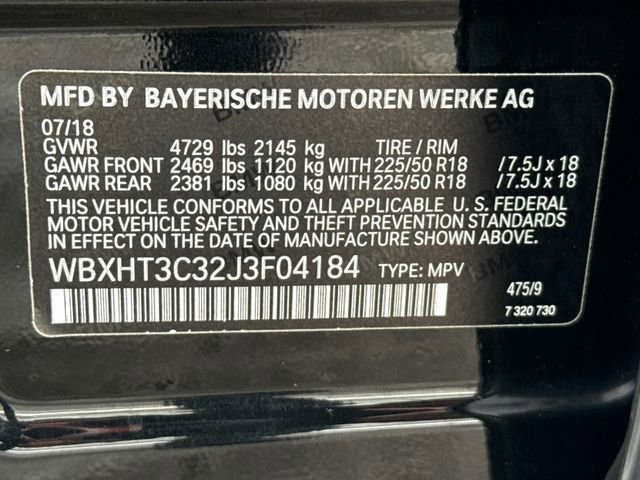 MFD BY BAYERISCHE MOTOREN WERKE AG
07/18
GVWR 4729 lbs 2145 kg TIRE / RIM
GAWR FRONT 2469 lbs 1120 kg WITH 225/50 R18 / 7.5J x 18
GAWR REAR 2381 lbs 1080 kg WITH 225/50 R18 / 7.5J x 18
THIS VEHICLE CONFORMS TO ALL APPLICABLE U. S. FEDERAL
MOTOR VEHICLE SAFETY AND THEFT PREVENTION STANDARDS
IN EFFECT ON THE DATE OF MANUFACTURE SHOWN ABOVE.
WBXHT3C32J3F04184 TYPE: MPV
475/9
7 320 730